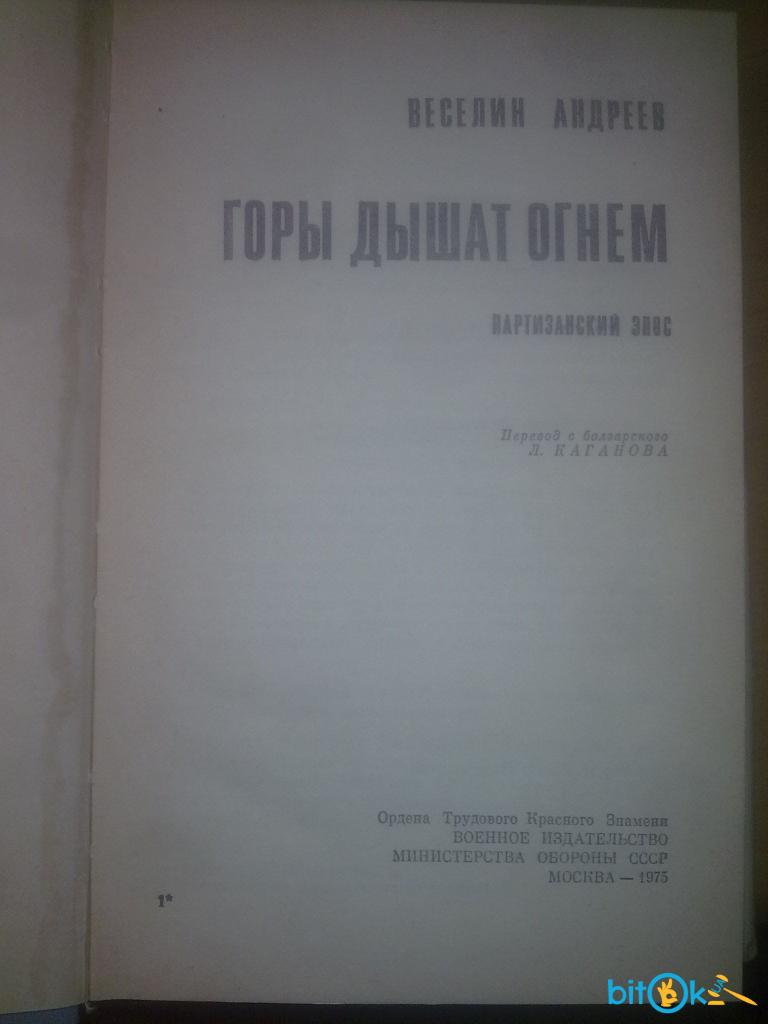 ВЕСЕЛИН АНДРЕЕВ
ГОРЫ ДЫШАТ ОГНЕМ
ПАРТИЗАНСКИЙ ЭПОС
Перевод с болгарского
Л. КАГАНОВА
Ордена Трудового Красного Знамени
ВОЕННОЕ ИЗДАТЕЛЬСТВО
МИНИСТЕРСТВА ОБОРОНЫ СССР
МОСКВА — 1975
1*
bitOk UA